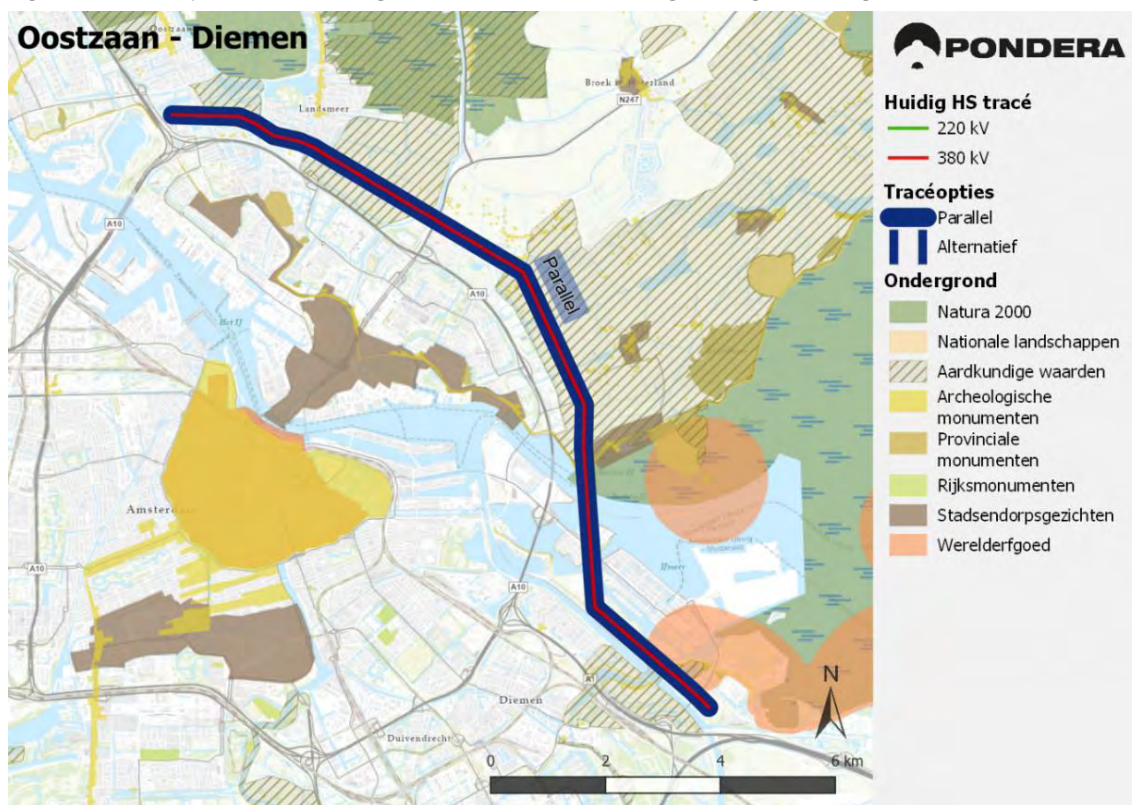 Oostzaan - Diemen
PONDERA
Huidig HS tracé
220 kV
380 kV
Tracéopties
Parallel
Alternatief
Ondergrond
Natura 2000
Nationale landschappen
Aardkundige waarden
Archeologische
monumenten
Provinciale
monumenten
Rijksmonumenten
Stadsendorpsgezichten
Werelderfgoed
Landsmeer
N247
A10
Parallel
A10
Het IJ
Amsterdam
A10
A10
IJmeer
A1
Diemen
Duivendrecht
N
0 2 4 6 km